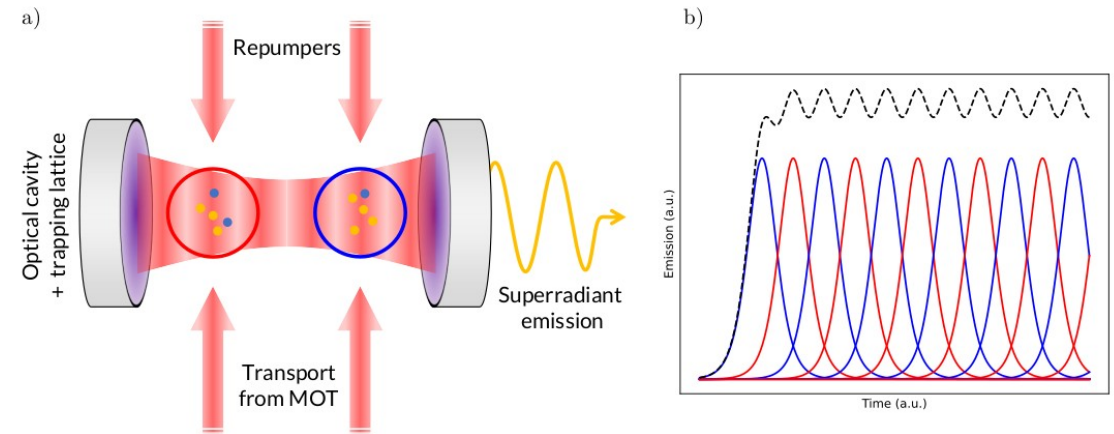 a)
Repumpers
Optical cavity
+ trapping lattice
Superradiant
emission
Transport
from MOT
b)
Emission (a.u.)
Time (a.u.)